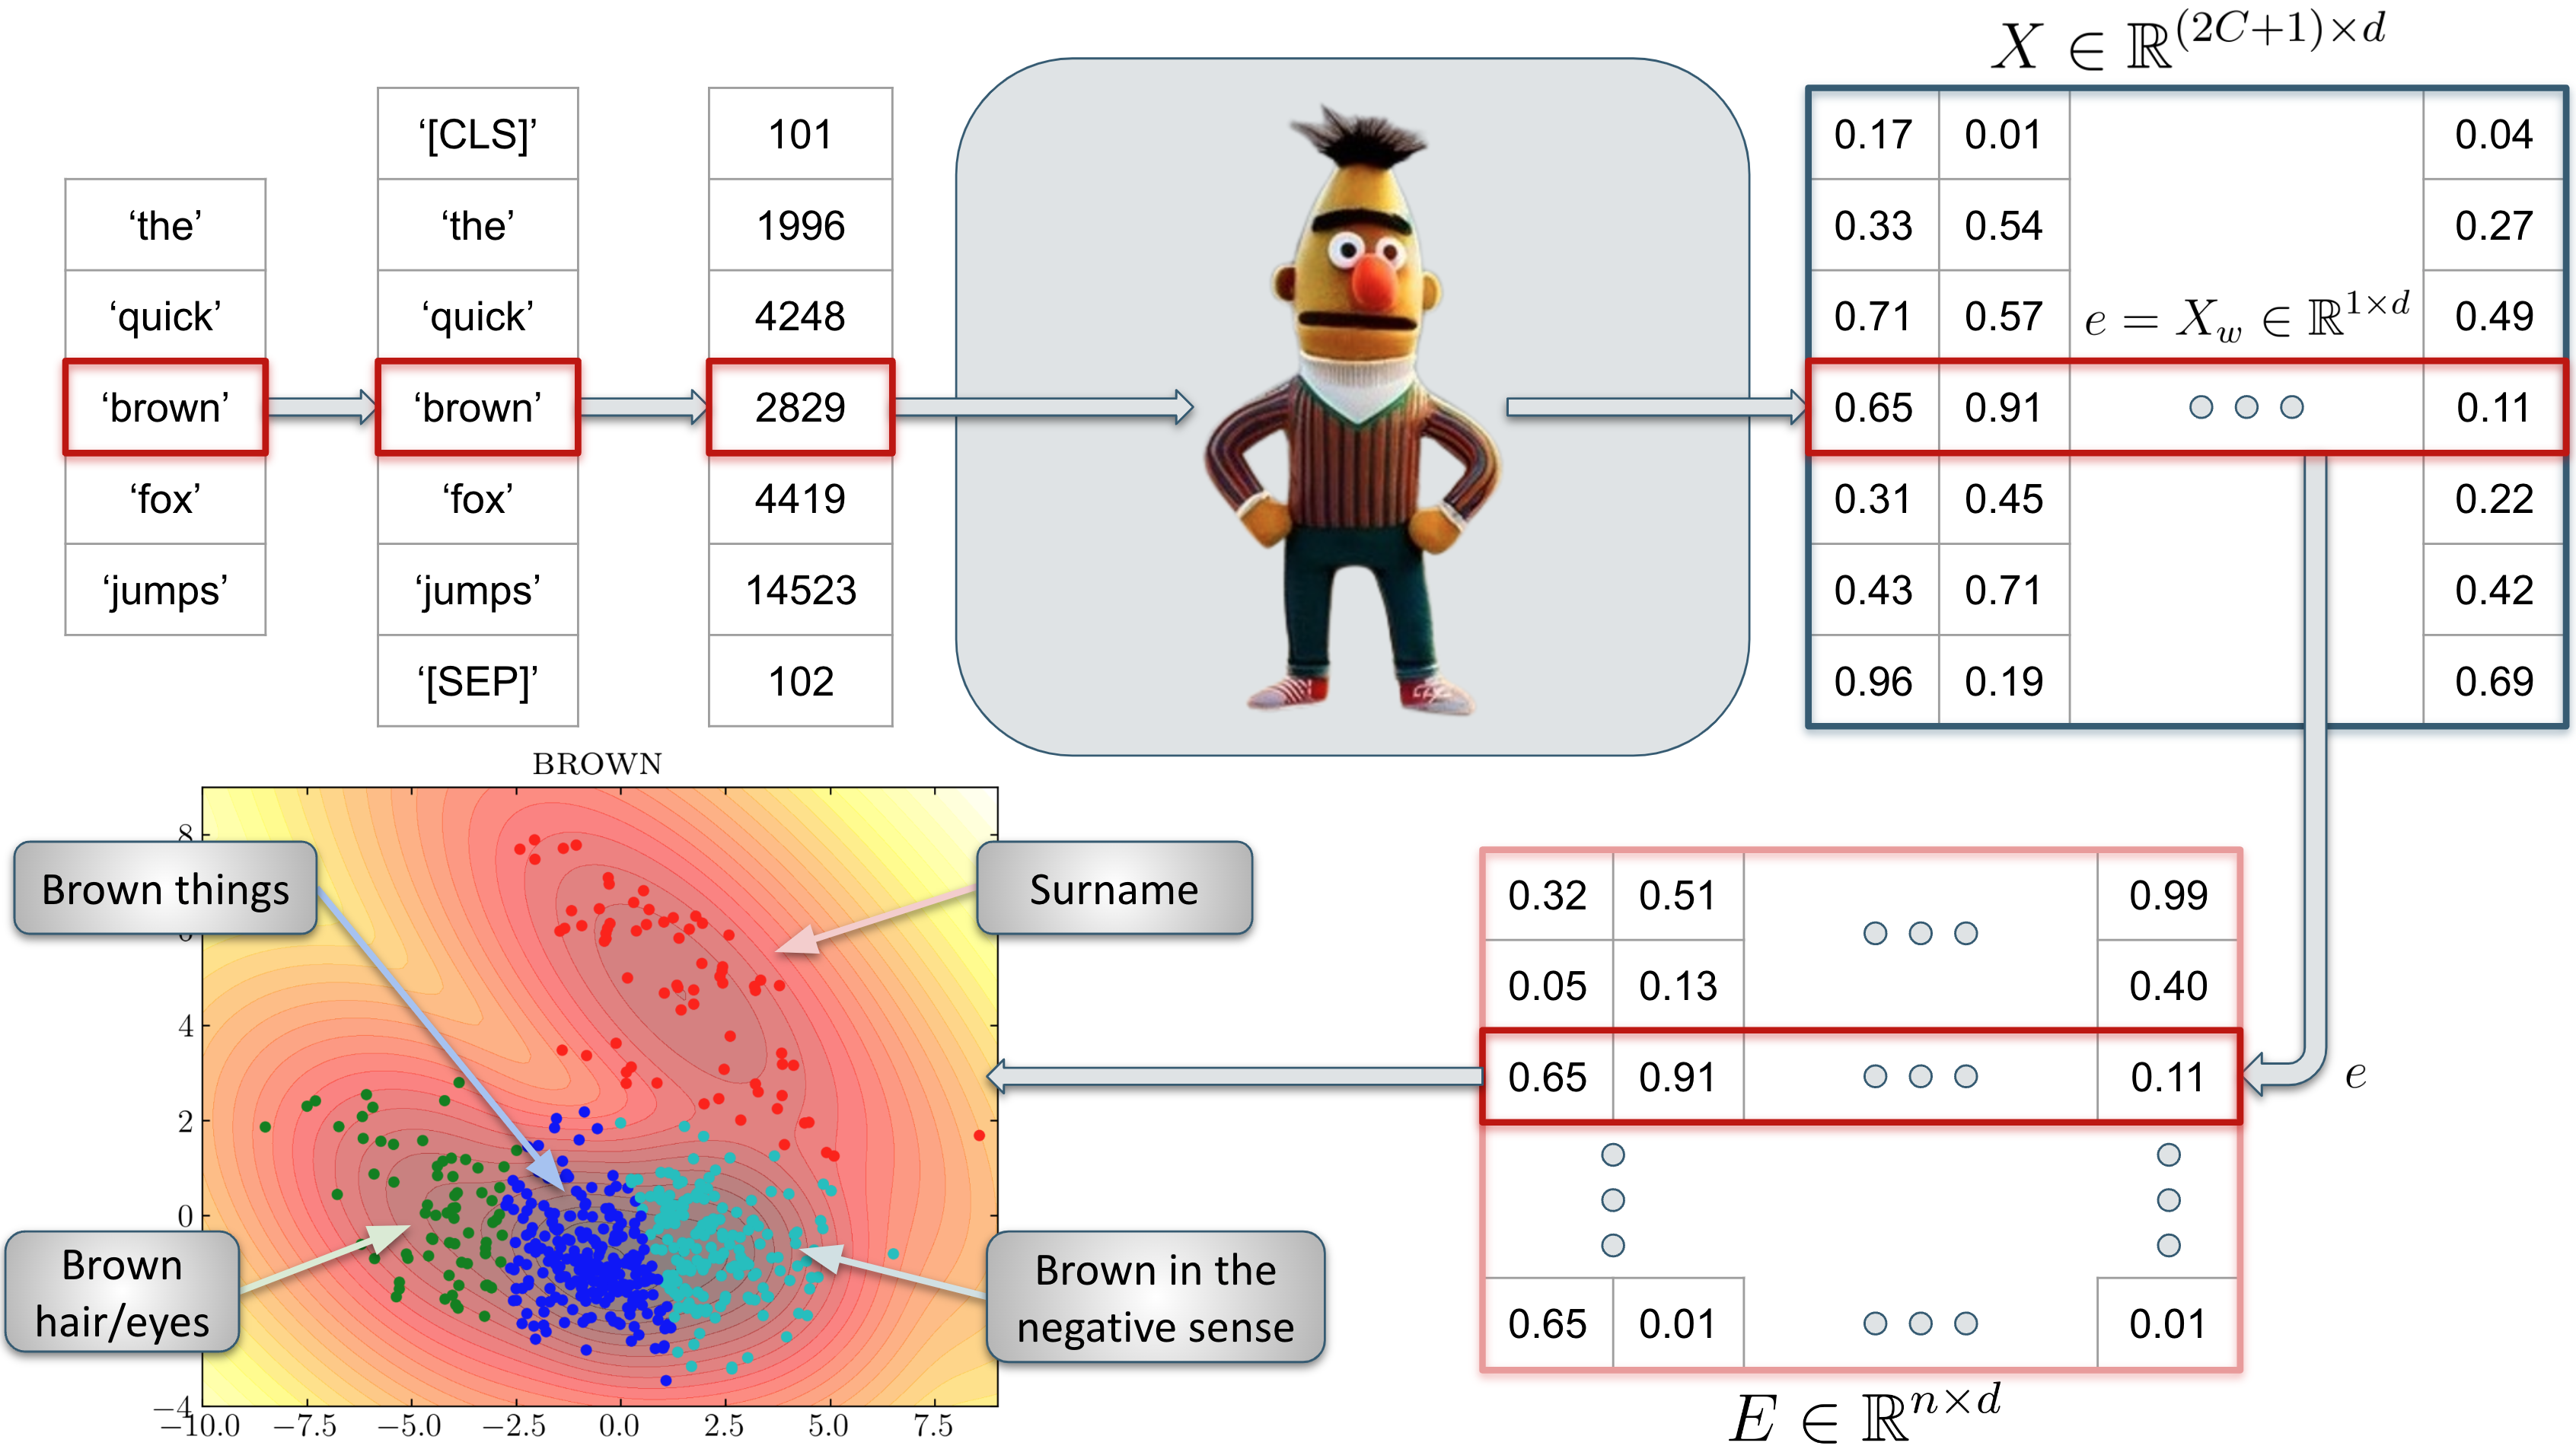 X ∈ ℝ^{(2C+1)×d}
‘the’
‘quick’
‘brown’
‘fox’
‘jumps’
‘[CLS]’
‘the’
‘quick’
‘brown’
‘fox’
‘jumps’
‘[SEP]’
101
1996
4248
2829
4419
14523
102
0.17 0.01 0.04
0.33 0.54 0.27
0.71 0.57 e = X_w ∈ ℝ^{1×d} 0.49
0.65 0.91 0.11
0.31 0.45 0.22
0.43 0.71 0.42
0.96 0.19 0.69
BROWN
8
4
2
0
−4
−10.0 −7.5 −5.0 −2.5 0.0 2.5 5.0 7.5
Brown things
Surname
Brown
hair/eyes
Brown in the
negative sense
0.32 0.51 0.99
0.05 0.13 0.40
0.65 0.91 0.11
e
0.65 0.01 0.01
E ∈ ℝ^{n×d}